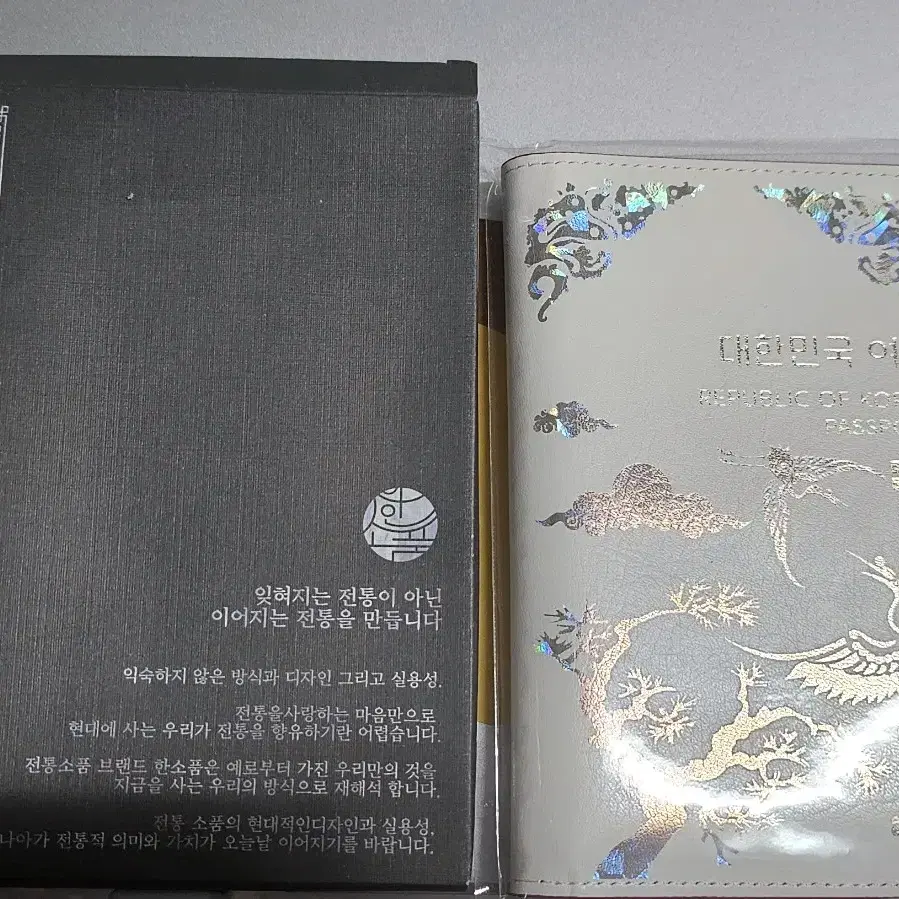 한소품
잊혀지는 전통이 아닌
이어지는 전통을 만듭니다
익숙하지 않은 방식과 디자인 그리고 실용성.
전통을사랑하는 마음만으로
현대에 사는 우리가 전통을 향유하기란 어렵습니다.
전통소품 브랜드 한소품은 예로부터 가진 우리만의 것을
지금을 사는 우리의 방식으로 재해석 합니다.
전통 소품의 현대적인디자인과 실용성,
나아가 전통적 의미와 가치가 오늘날 이어지기를 바랍니다.
대한민국 여
REPUBLIC OF KOR
PASSP